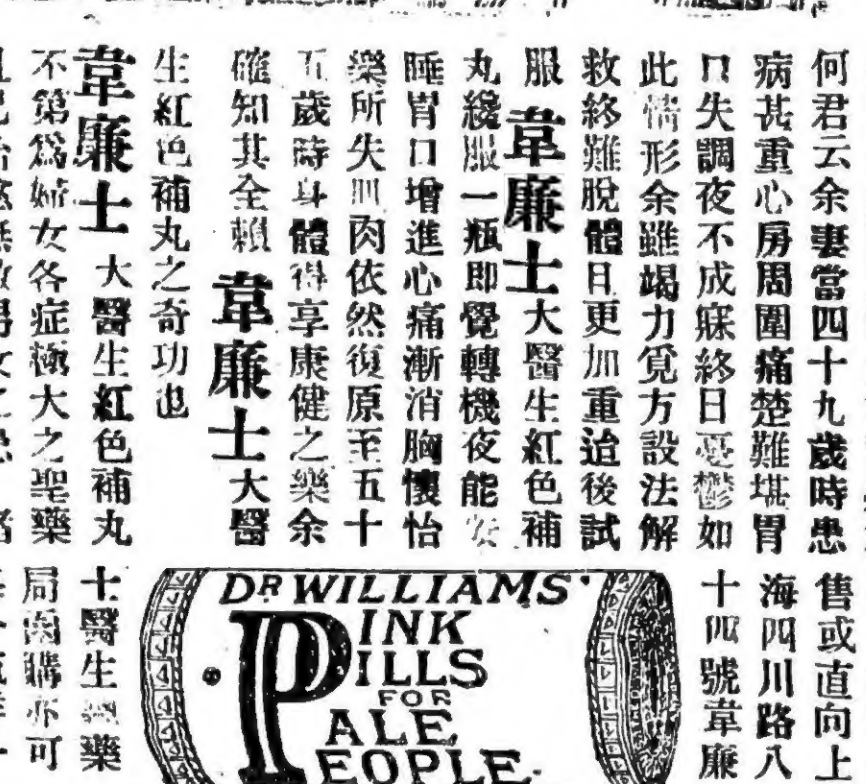 何君云余妻當四十九歲時患
病甚重心房周圍痛楚難堪胃
口失調夜不成寐終日憂鬱如
此情形余雖竭力覓方設法解
救終難脫體日更加重迨後試
服韋廉士大醫生紅色補
丸纔服一瓶即覺轉機夜能安
睡胃口增進心痛漸消胸懷怡
樂所失肌肉依然復原至五十
五歲時身體得享康健之樂余
確知其全賴韋廉士大醫
生紅色補丸之奇功也
韋廉士大醫生紅色補丸
不第為婦女各症極大之聖藥
售或直向上
海四川路八
十四號韋廉
士醫生藥
局函購亦可
DR WILLIAMS'
PINK
PILLS
FOR
PALE
PEOPLE